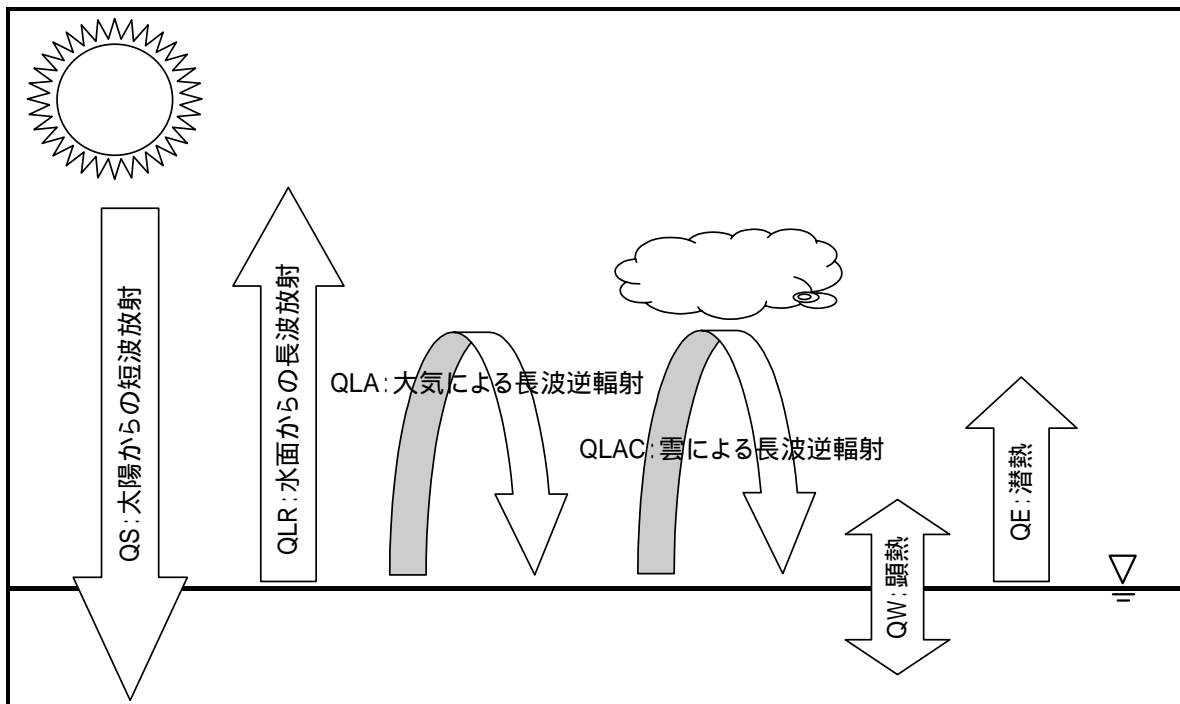 QS:太陽からの短波放射
QLR:水面からの長波放射
QLA:大気による長波逆輻射
QLAC:雲による長波逆輻射
QW:顕熱
QE:潜熱